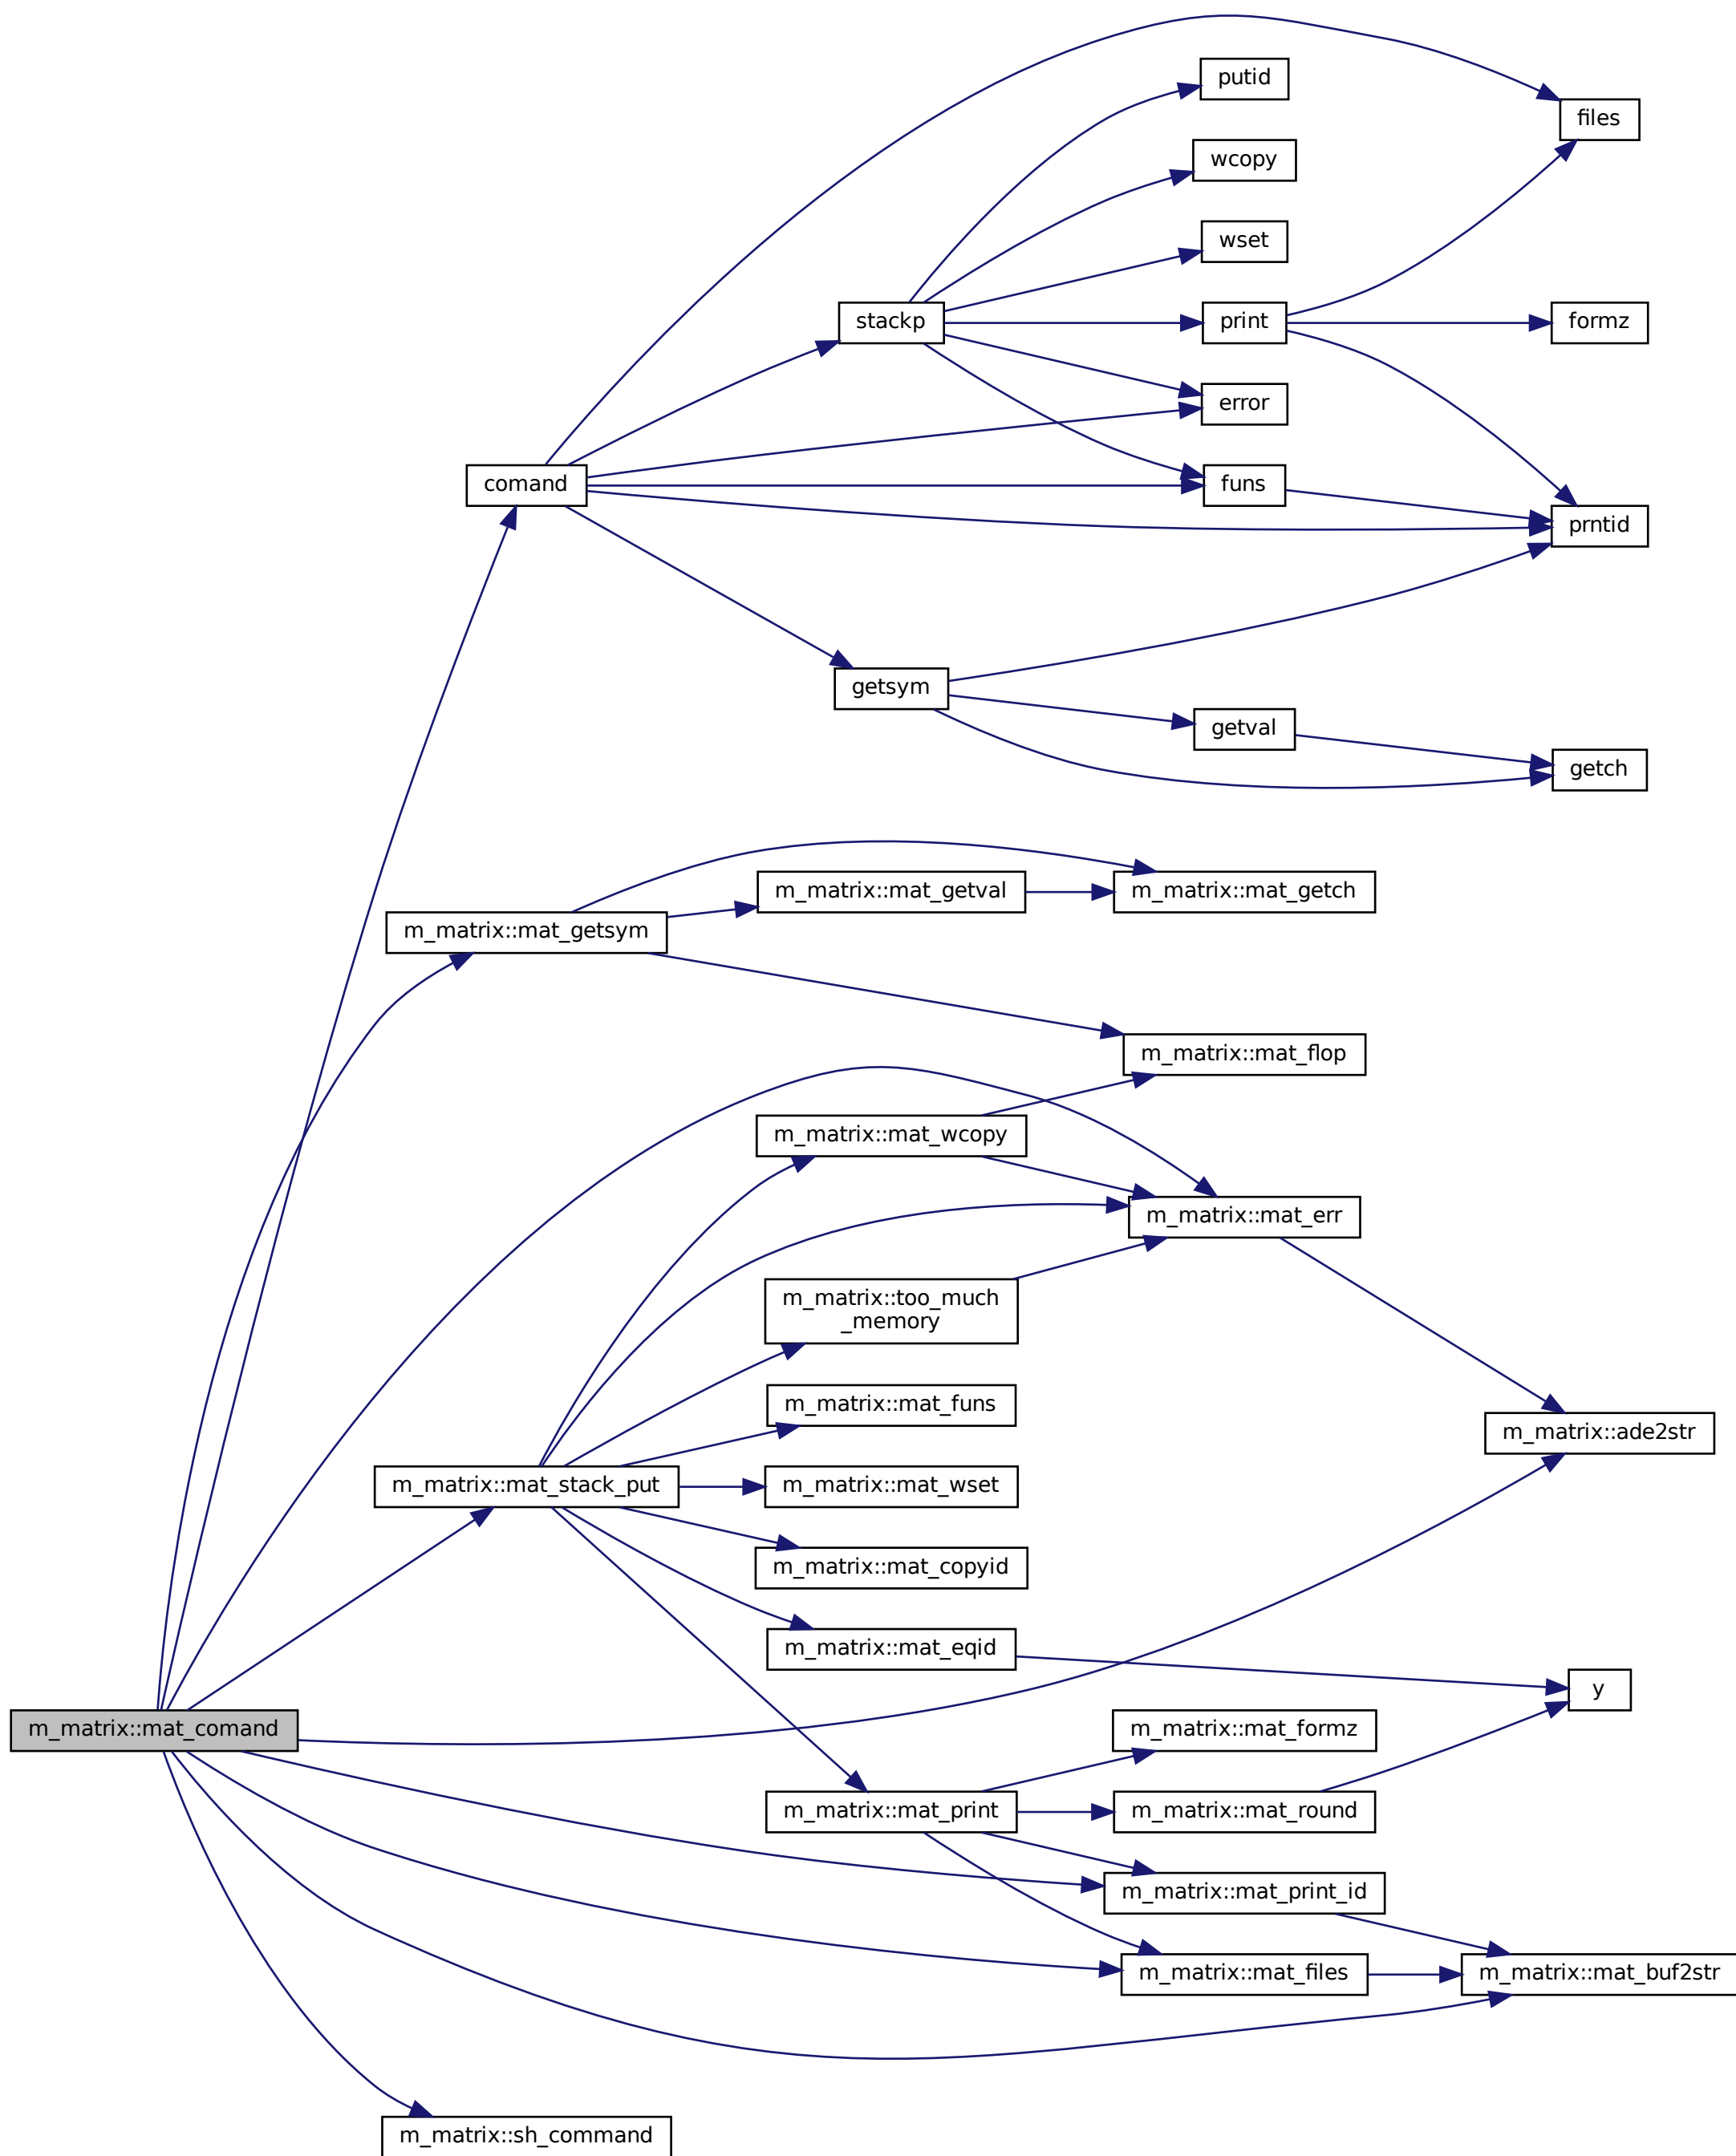 putid
files
wcopy
wset
stackp
print
formz
error
comand
funs
prntid
getsym
getval
getch
m_matrix::mat_getval
m_matrix::mat_getch
m_matrix::mat_getsym
m_matrix::mat_flop
m_matrix::mat_wcopy
m_matrix::mat_err
m_matrix::too_much
_memory
m_matrix::mat_funs
m_matrix::ade2str
m_matrix::mat_stack_put
m_matrix::mat_wset
m_matrix::mat_copyid
m_matrix::mat_eqid
y
m_matrix::mat_comand
m_matrix::mat_formz
m_matrix::mat_print
m_matrix::mat_round
m_matrix::mat_print_id
m_matrix::mat_files
m_matrix::mat_buf2str
m_matrix::sh_command